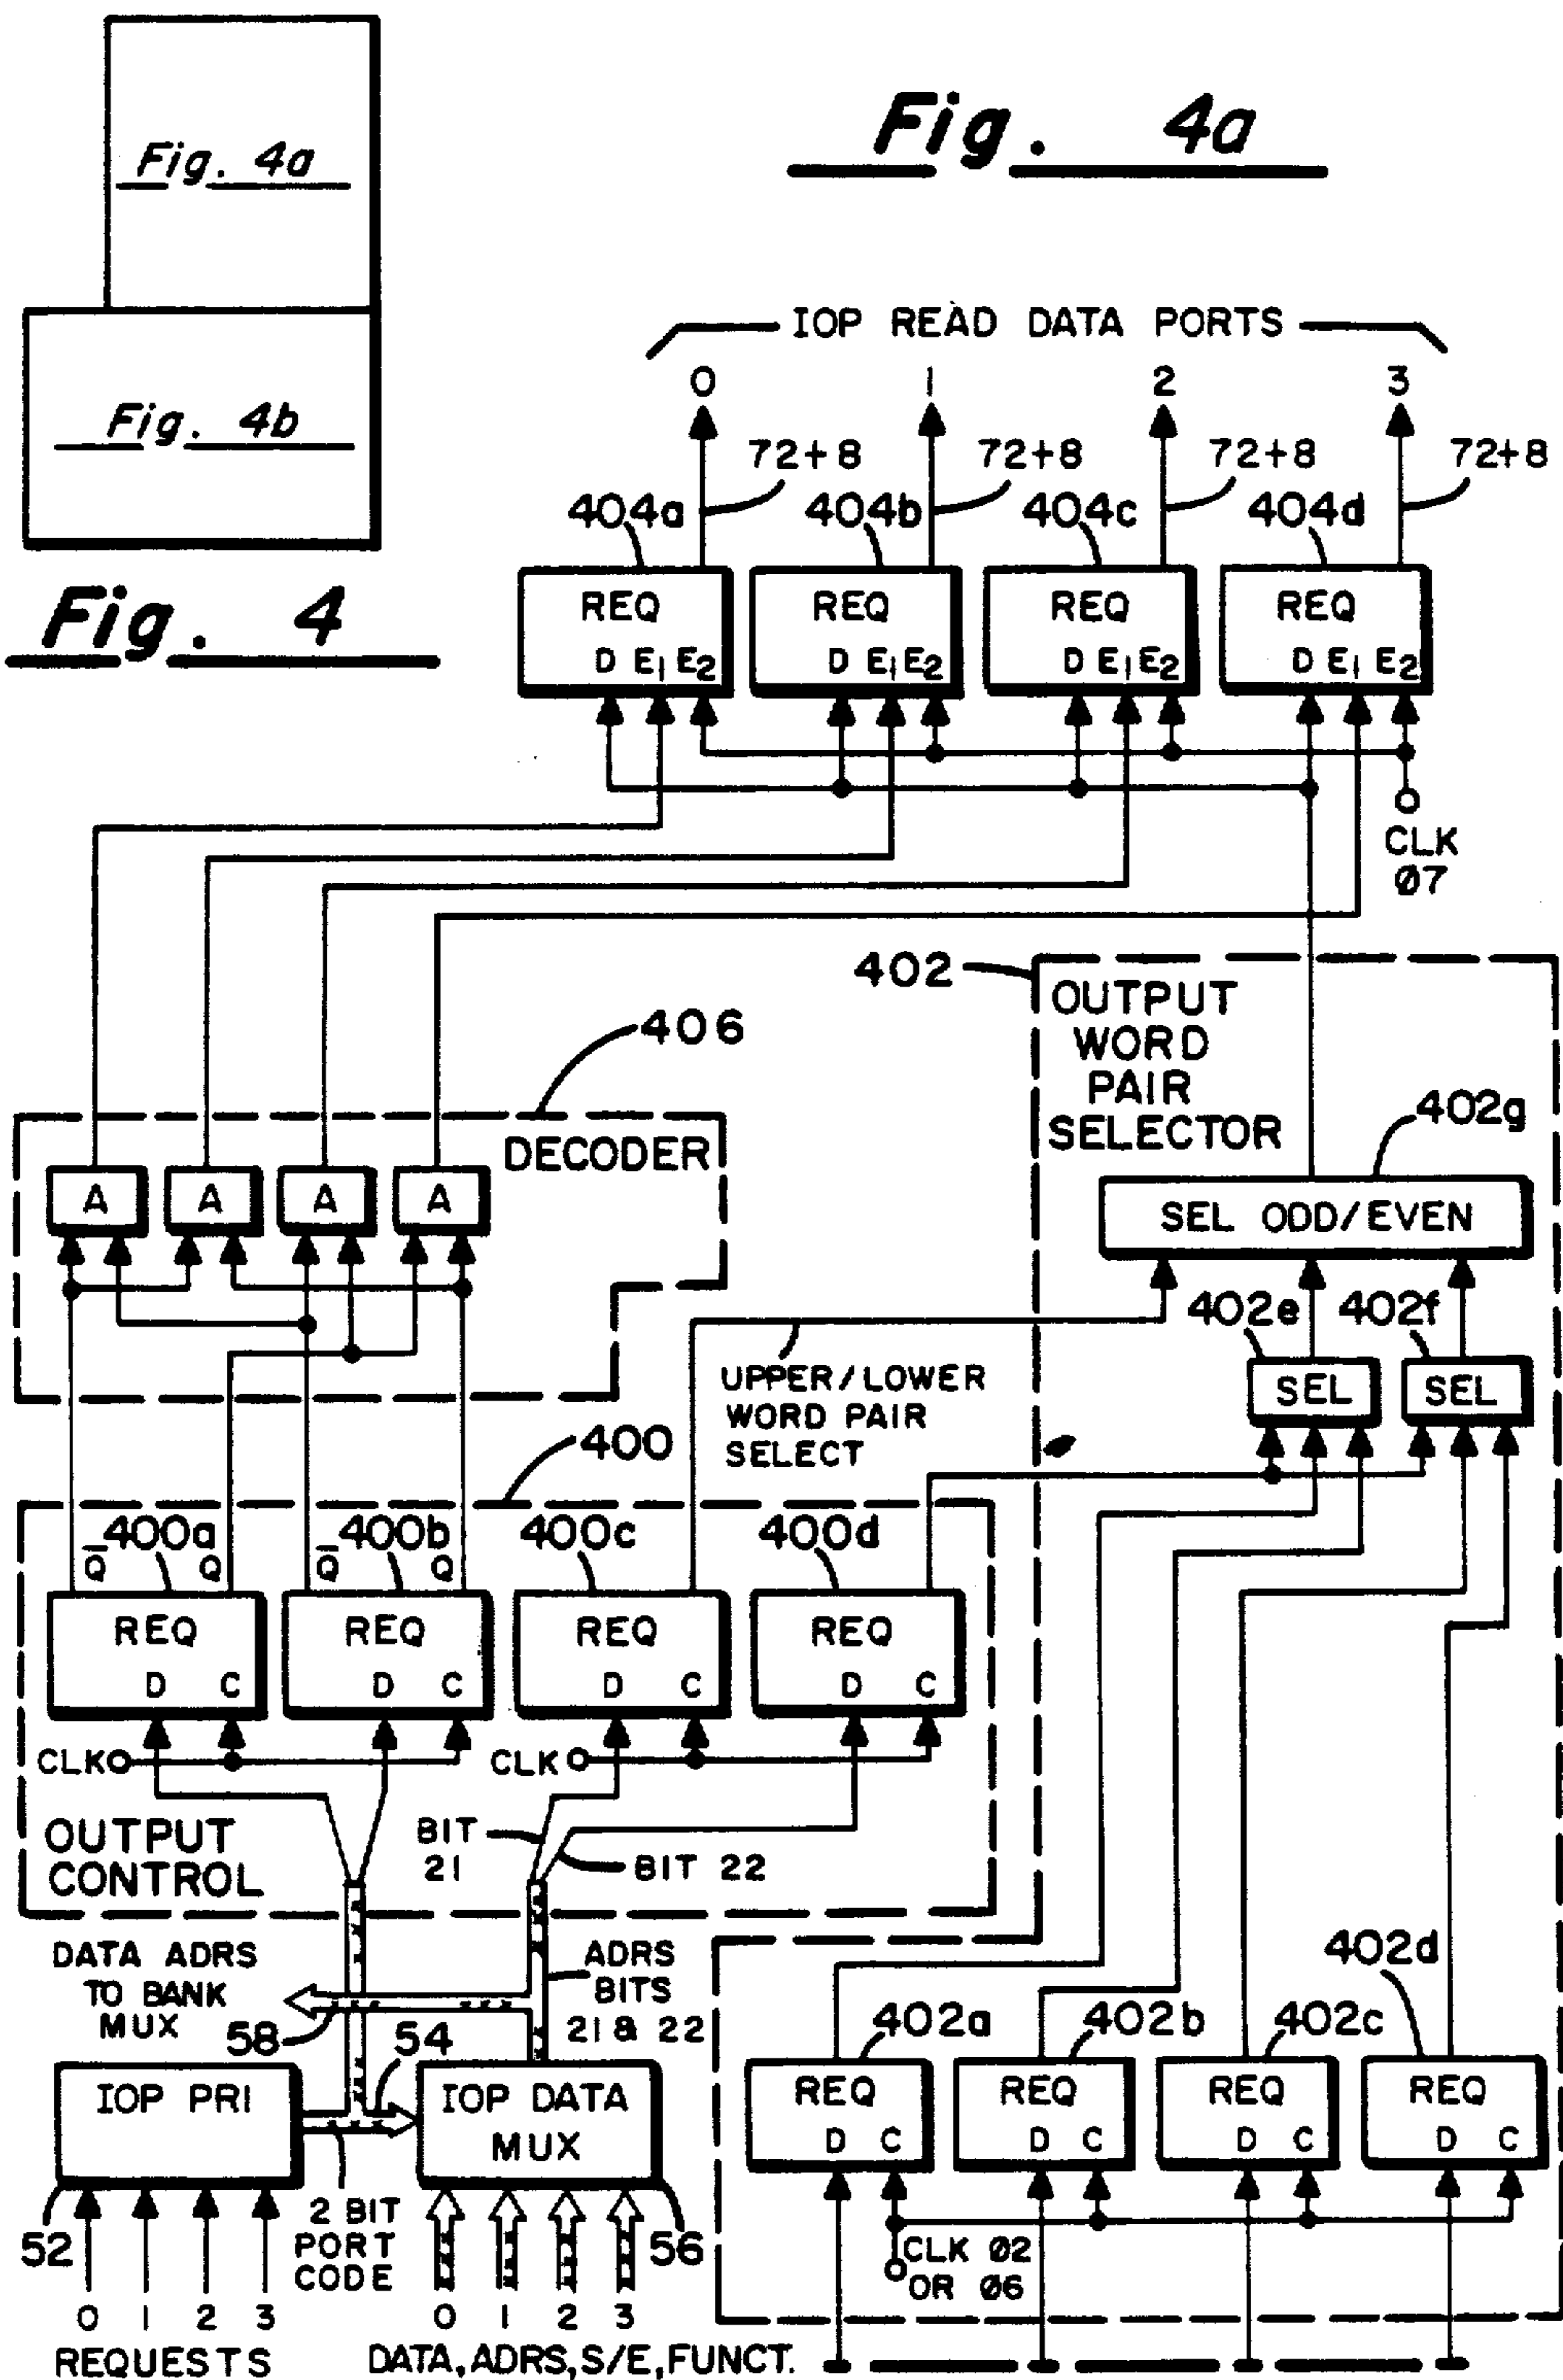 Fig. 4a
Fig. 4a
Fig. 4b
Fig. 4
IOP READ DATA PORTS
0 1 2 3
72+8 72+8 72+8 72+8
404a 404b 404c 404d
REQ REQ REQ REQ
D E1 E2 D E1 E2 D E1 E2 D E1 E2
CLK
Ø7
402
OUTPUT
WORD
PAIR
SELECTOR
406
DECODER
402g
A A A A
SEL ODD/EVEN
402e 402f
UPPER/LOWER
WORD PAIR
SELECT
SEL SEL
400
400a 400b 400c 400d
Q̅ Q Q̅ Q
REQ REQ REQ REQ
D C D C D C D C
CLK CLK
OUTPUT
CONTROL
BIT
21
BIT 22
DATA ADRS
TO BANK
MUX
58
54
ADRS
BITS
21 & 22
402a 402b 402c 402d
IOP PRI
IOP DATA
MUX
REQ REQ REQ REQ
D C D C D C D C
52
2 BIT
PORT
CODE
56
CLK Ø2
OR Ø6
0 1 2 3
0 1 2 3
REQUESTS
DATA, ADRS, S/E, FUNCT.